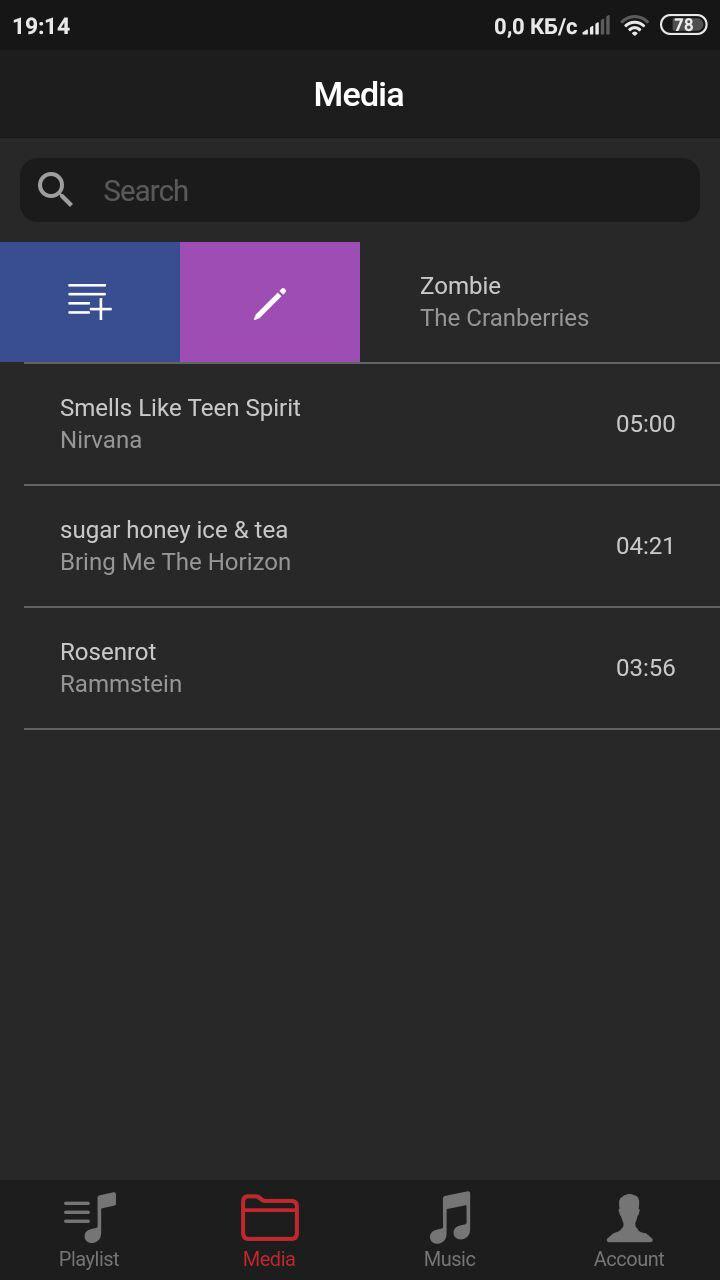 19:14 0,0 КБ/с 78
Media
Search
Zombie
The Cranberries
Smells Like Teen Spirit
Nirvana
05:00
sugar honey ice & tea
Bring Me The Horizon
04:21
Rosenrot
Rammstein
03:56
Playlist Media Music Account